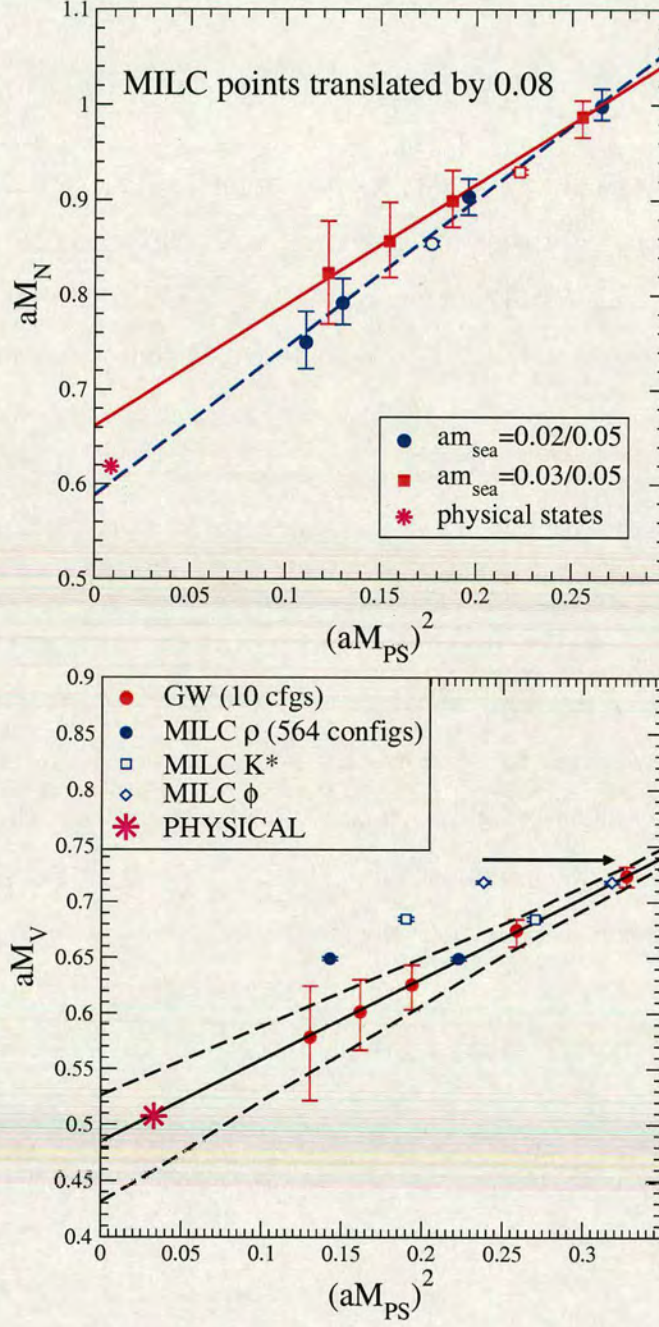 1.1
MILC points translated by 0.08
1
0.9
0.8
0.7
0.6
0.5
aM_N
am_sea=0.02/0.05
am_sea=0.03/0.05
physical states
0 0.05 0.1 0.15 0.2 0.25
(aM_PS)^2
0.9
0.85
0.8
0.75
0.7
0.65
0.6
0.55
0.5
0.45
0.4
aM_V
GW (10 cfgs)
MILC ρ (564 configs)
MILC K*
MILC ϕ
PHYSICAL
0 0.05 0.1 0.15 0.2 0.25 0.3
(aM_PS)^2